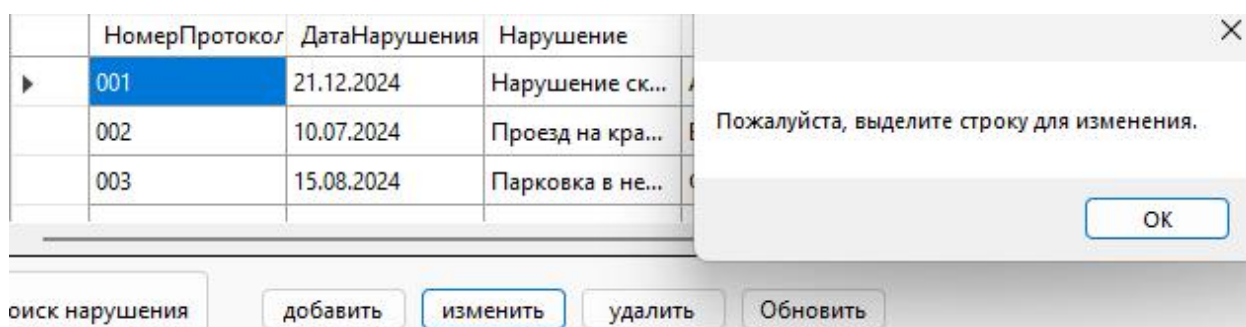 НомерПротокол ДатаНарушения Нарушение
001 21.12.2024 Нарушение ск...
002 10.07.2024 Проезд на кра...
003 15.08.2024 Парковка в не...
Пожалуйста, выделите строку для изменения.
ОК
оиск нарушения добавить изменить удалить Обновить